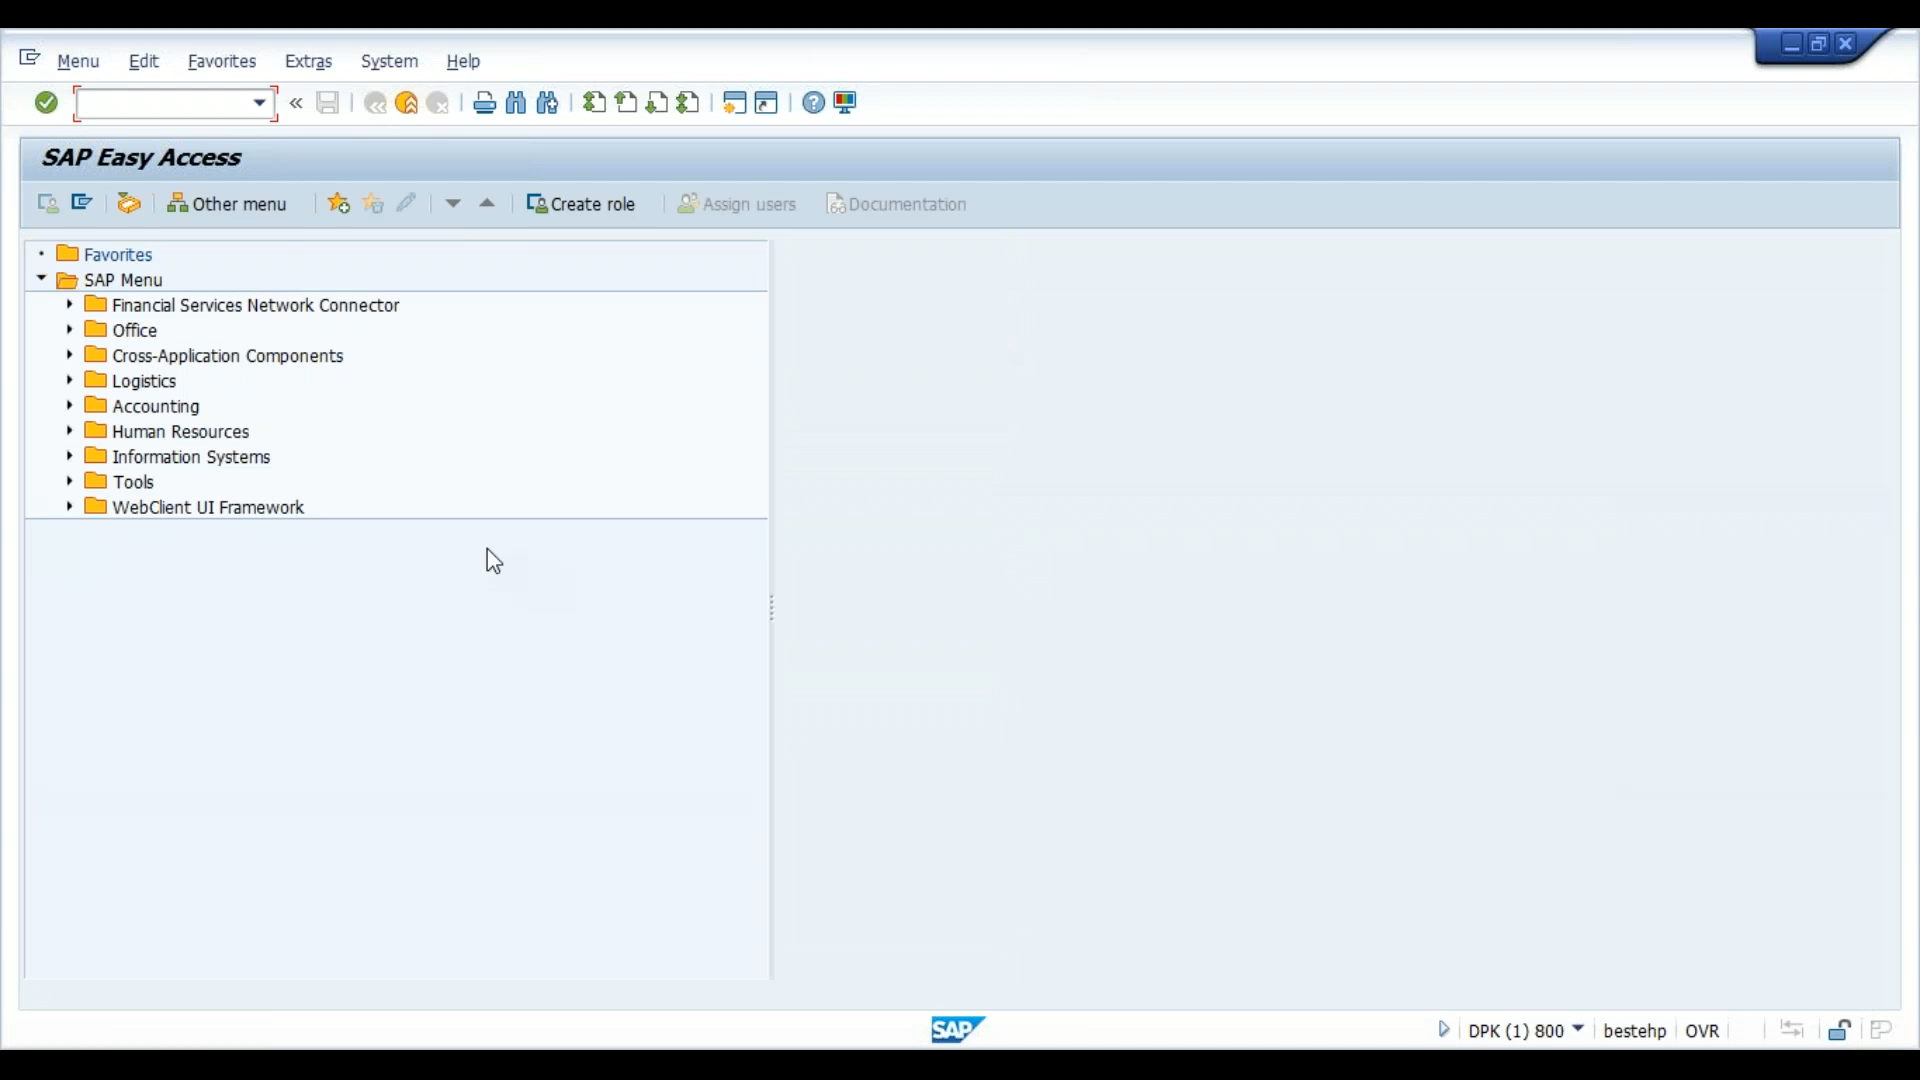 Menu Edit Favorites Extras System Help
SAP Easy Access
Other menu Create role Assign users Documentation
Favorites
SAP Menu
Financial Services Network Connector
Office
Cross-Application Components
Logistics
Accounting
Human Resources
Information Systems
Tools
WebClient UI Framework
SAP DPK (1) 800 bestehp OVR